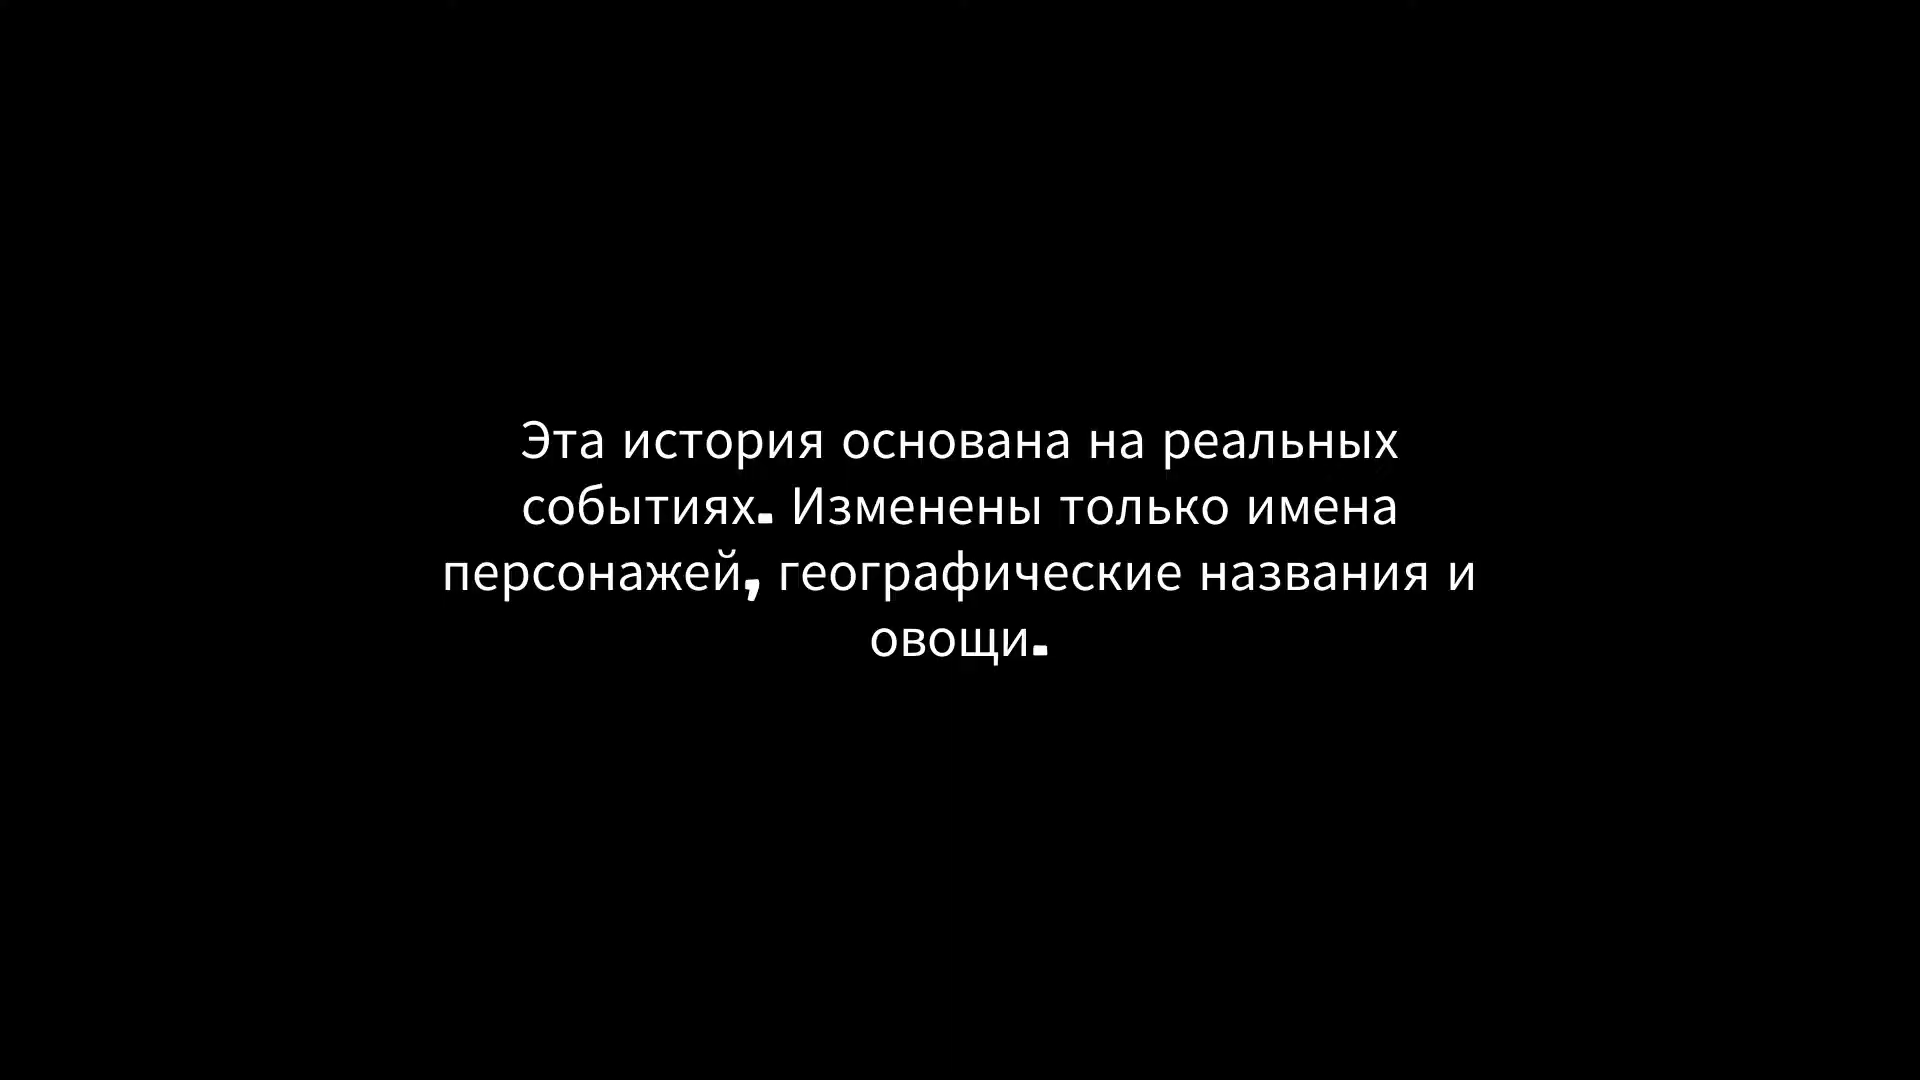 Эта история основана на реальных
событиях. Изменены только имена
персонажей, географические названия и
овощи.